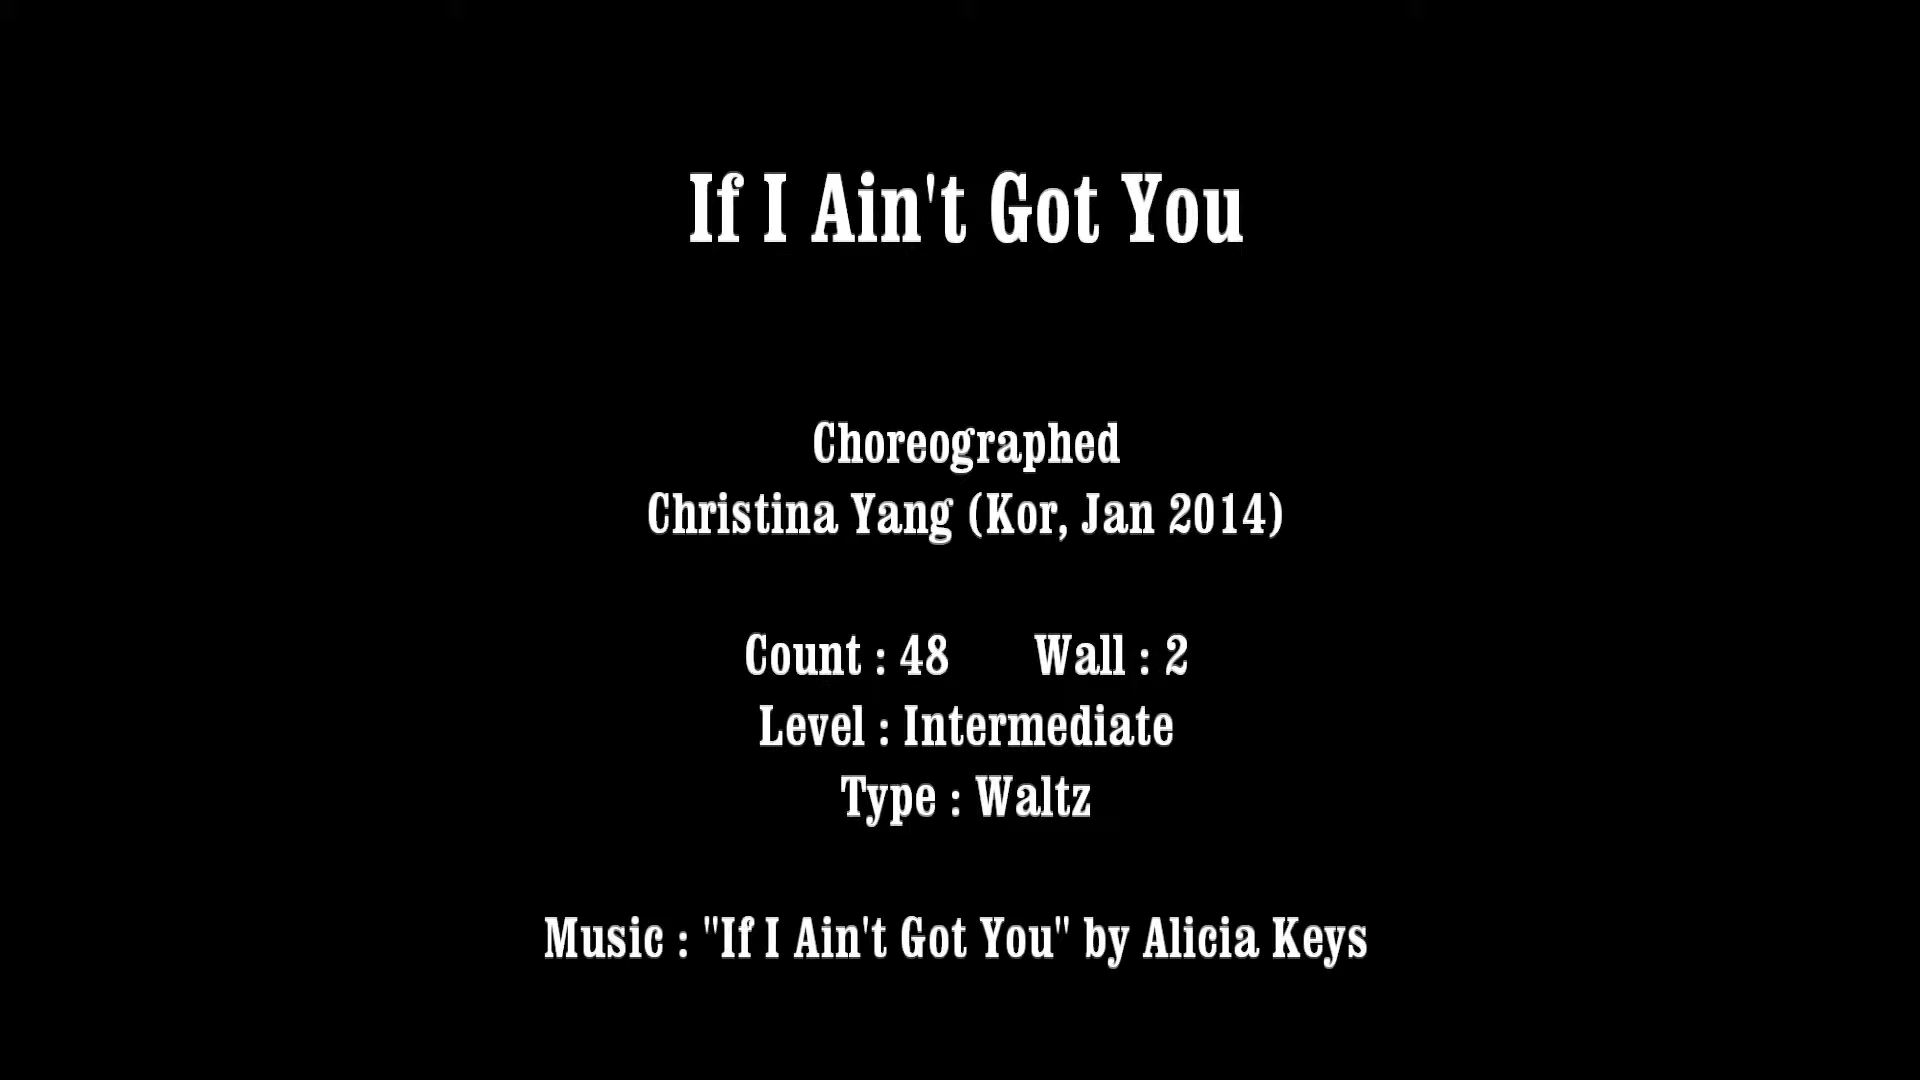 If I Ain't Got You
Choreographed
Christina Yang (Kor, Jan 2014)
Count : 48 Wall : 2
Level : Intermediate
Type : Waltz
Music : "If I Ain't Got You" by Alicia Keys